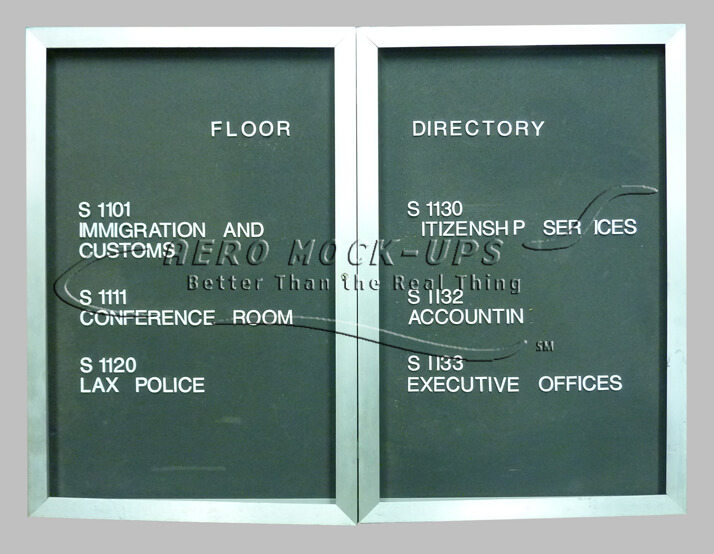 FLOOR DIRECTORY
S 1101
IMMIGRATION AND
CUSTOMS
S 1111
CONFERENCE ROOM
S 1120
LAX POLICE
S 1130
ITIZENSH P SER ICES
S 1132
ACCOUNTIN
S 1133
EXECUTIVE OFFICES
AERO MOCK-UPS
Better Than the Real Thing
SM